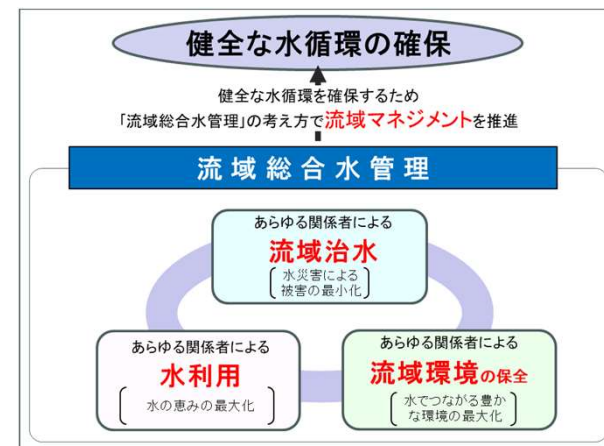 健全な水循環の確保
健全な水循環を確保するため
「流域総合水管理」の考え方で流域マネジメントを推進
流域総合水管理
あらゆる関係者による
流域治水
水災害による
被害の最小化
あらゆる関係者による
水利用
水の恵みの最大化
あらゆる関係者による
流域環境の保全
水でつながる豊か
な環境の最大化